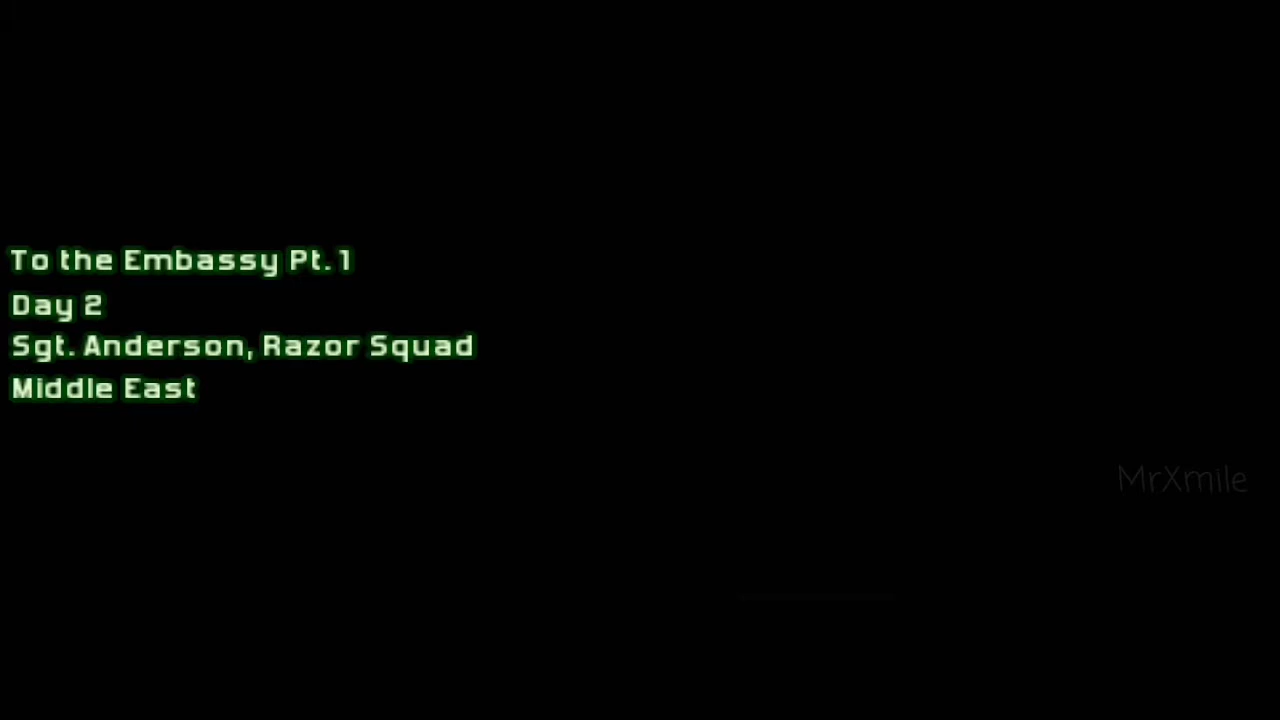 To the Embassy Pt. 1
Day 2
Sgt. Anderson, Razor Squad
Middle East
MrXmile